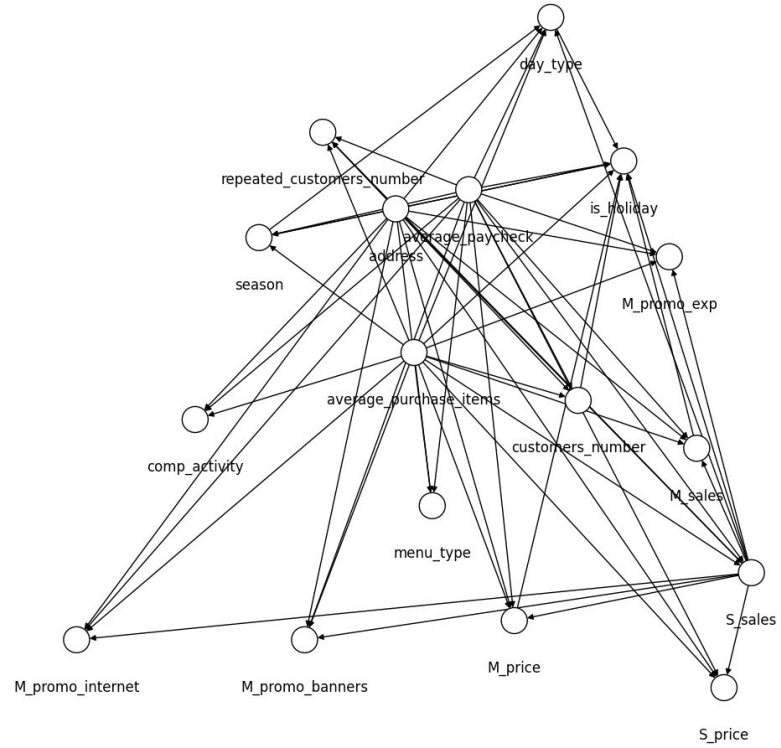 day_type
repeated_customers_number
is_holiday
average_paycheck
address
season
M_promo_exp
average_purchase_items
customers_number
comp_activity
M_sales
menu_type
S_sales
M_price
M_promo_internet
M_promo_banners
S_price